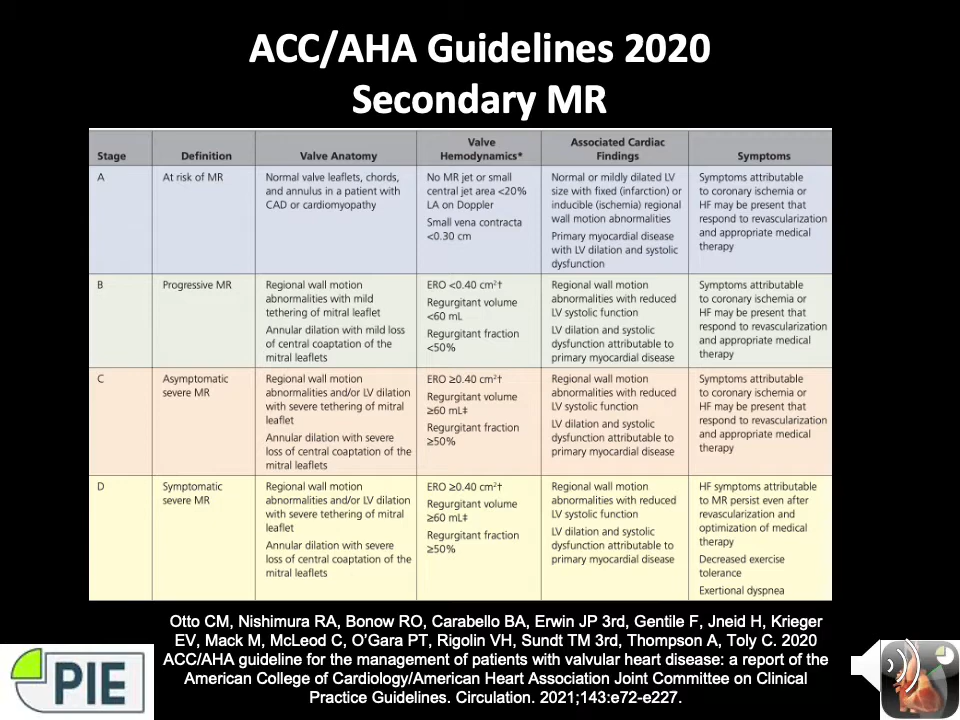 ACC/AHA Guidelines 2020
Secondary MR
Stage
Definition
Valve Anatomy
Valve
Hemodynamics*
Associated Cardiac
Findings
Symptoms
A
At risk of MR
Normal valve leaflets, chords,
and annulus in a patient with
CAD or cardiomyopathy
No MR jet or small
central jet area <20%
LA on Doppler
Small vena contracta
<0.30 cm
Normal or mildly dilated LV
size with fixed (infarction) or
inducible (ischemia) regional
wall motion abnormalities
Primary myocardial disease
with LV dilation and systolic
dysfunction
Symptoms attributable
to coronary ischemia or
HF may be present that
respond to revascularization
and appropriate medical
therapy
B
Progressive MR
Regional wall motion
abnormalities with mild
tethering of mitral leaflet
Annular dilation with mild loss
of central coaptation of the
mitral leaflets
ERO <0.40 cm²†
Regurgitant volume
<60 mL
Regurgitant fraction
<50%
Regional wall motion
abnormalities with reduced
LV systolic function
LV dilation and systolic
dysfunction attributable to
primary myocardial disease
Symptoms attributable
to coronary ischemia or
HF may be present that
respond to revascularization
and appropriate medical
therapy
C
Asymptomatic
severe MR
Regional wall motion
abnormalities and/or LV dilation
with severe tethering of mitral
leaflet
Annular dilation with severe
loss of central coaptation of the
mitral leaflets
ERO ≥0.40 cm²†
Regurgitant volume
≥60 mL‡
Regurgitant fraction
≥50%
Regional wall motion
abnormalities with reduced
LV systolic function
LV dilation and systolic
dysfunction attributable to
primary myocardial disease
Symptoms attributable
to coronary ischemia or
HF may be present that
respond to revascularization
and appropriate medical
therapy
D
Symptomatic
severe MR
Regional wall motion
abnormalities and/or LV dilation
with severe tethering of mitral
leaflet
Annular dilation with severe
loss of central coaptation of the
mitral leaflets
ERO ≥0.40 cm²†
Regurgitant volume
≥60 mL‡
Regurgitant fraction
≥50%
Regional wall motion
abnormalities with reduced
LV systolic function
LV dilation and systolic
dysfunction attributable to
primary myocardial disease
HF symptoms attributable
to MR persist even after
revascularization and
optimization of medical
therapy
Decreased exercise
tolerance
Exertional dyspnea
Otto CM, Nishimura RA, Bonow RO, Carabello BA, Erwin JP 3rd, Gentile F, Jneid H, Krieger
EV, Mack M, McLeod C, O'Gara PT, Rigolin VH, Sundt TM 3rd, Thompson A, Toly C. 2020
ACC/AHA guideline for the management of patients with valvular heart disease: a report of the
American College of Cardiology/American Heart Association Joint Committee on Clinical
Practice Guidelines. Circulation. 2021;143:e72-e227.
PIE